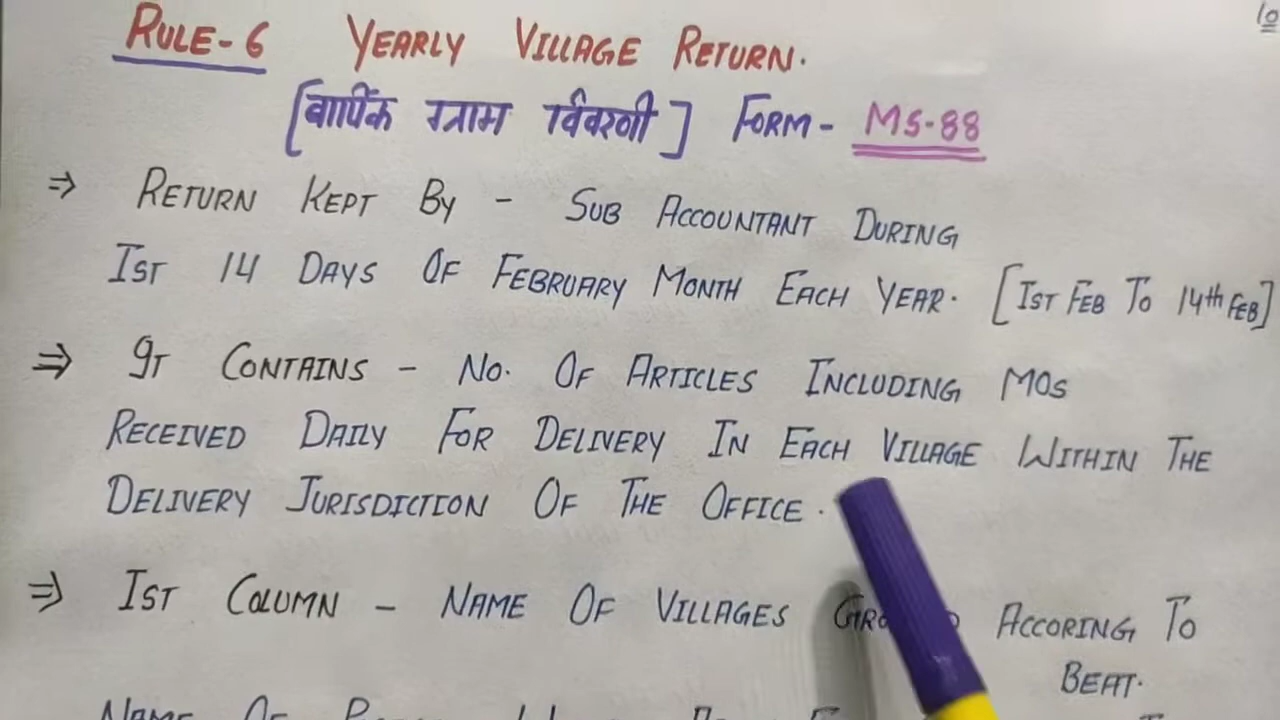 10
RULE-6 YEARLY VILLAGE RETURN.
[वार्षिक ग्राम विवरणी] FORM- MS-88
⇒ RETURN KEPT BY - SUB ACCOUNTANT DURING
IST 14 DAYS OF FEBRUARY MONTH EACH YEAR. [IST FEB TO 14th FEB]
⇒ IT CONTAINS - NO. OF ARTICLES INCLUDING MOS
RECEIVED DAILY FOR DELIVERY IN EACH VILLAGE WITHIN THE
DELIVERY JURISDICTION OF THE OFFICE.
⇒ IST COLUMN - NAME OF VILLAGES ACCORING TO
BEAT.
NAME OF